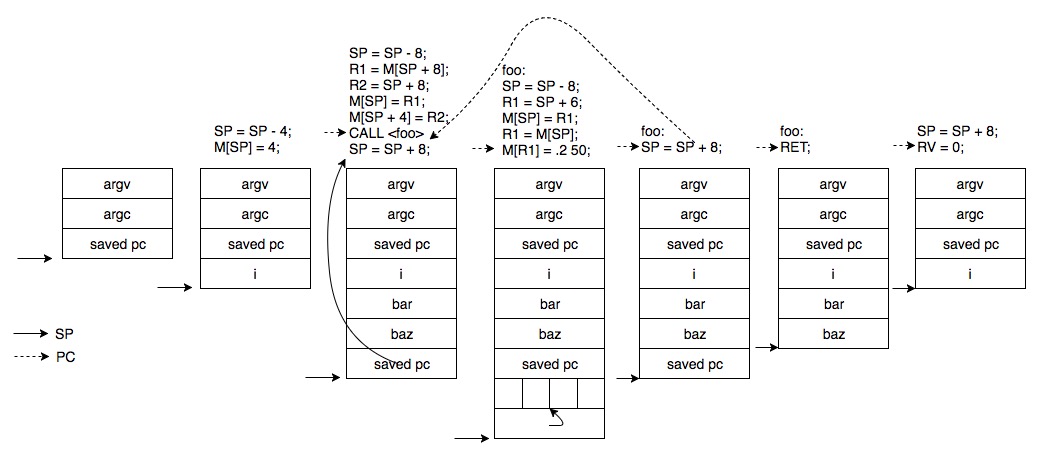 SP = SP - 4;
M[SP] = 4;
SP = SP - 8;
R1 = M[SP + 8];
R2 = SP + 8;
M[SP] = R1;
M[SP + 4] = R2;
CALL <foo>
SP = SP + 8;
foo:
SP = SP - 8;
R1 = SP + 6;
M[SP] = R1;
R1 = M[SP];
M[R1] = .2 50;
foo:
SP = SP + 8;
foo:
RET;
SP = SP + 8;
RV = 0;
argv
argc
saved pc
argv
argc
saved pc
i
argv
argc
saved pc
i
bar
baz
saved pc
argv
argc
saved pc
i
bar
baz
saved pc
argv
argc
saved pc
i
bar
baz
saved pc
argv
argc
saved pc
i
bar
baz
argv
argc
saved pc
i
SP
PC